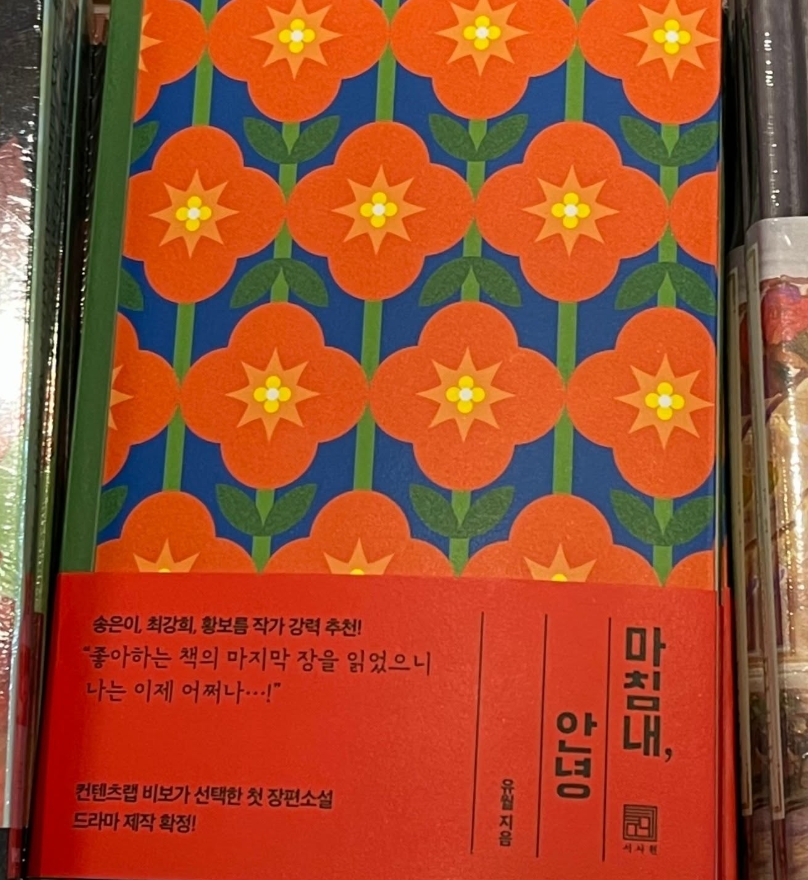 송은이, 최강희, 황보름 작가 강력 추천!
“좋아하는 책의 마지막 장을 읽었으니
나는 이제 어쩌나…!”
컨텐츠랩 비보가 선택한 첫 장편소설
드라마 제작 확정!
마침내,
안녕
유월 지음
서사원